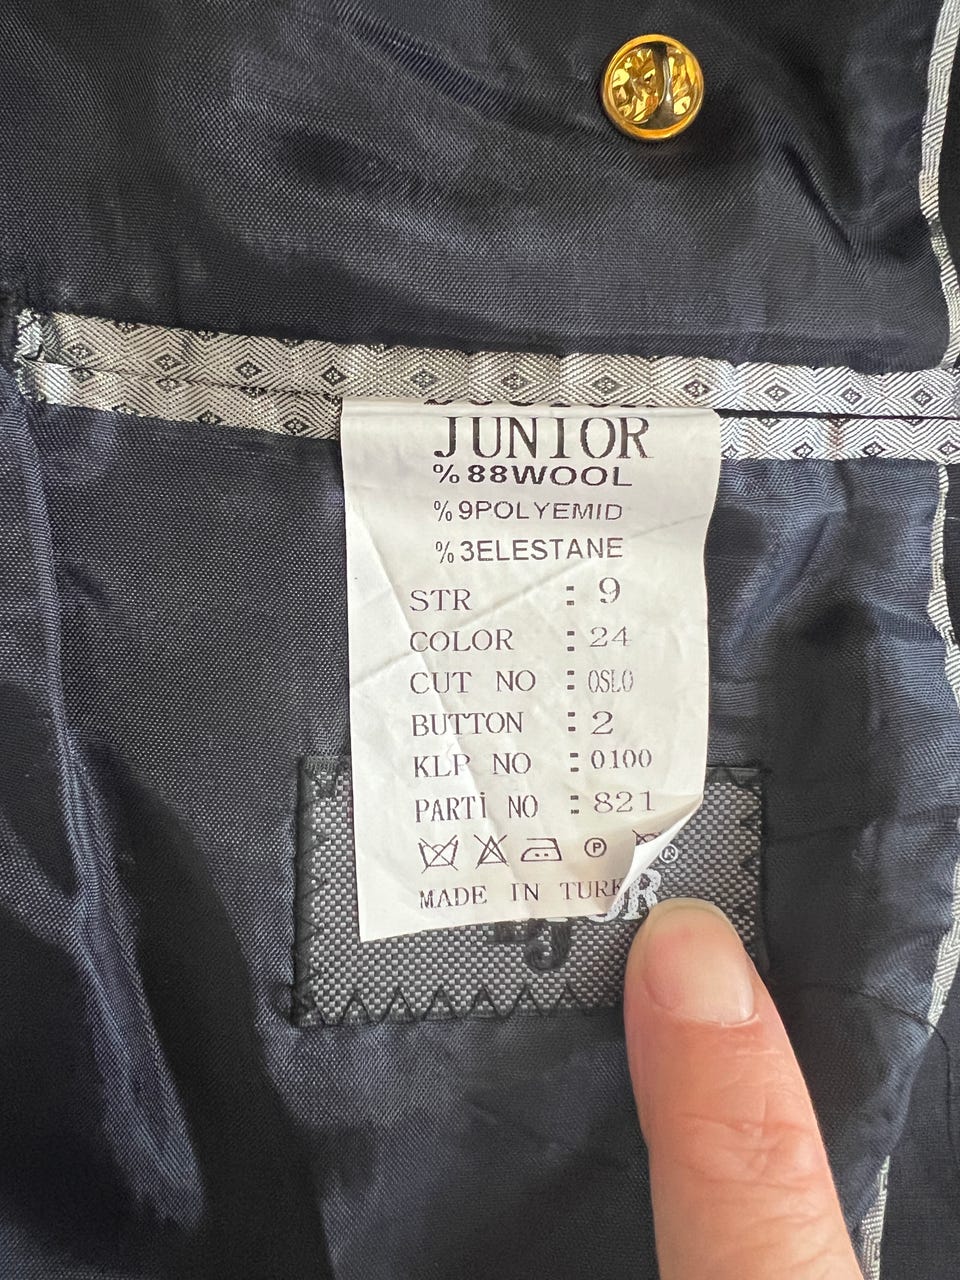 JUNIOR
%88WOOL
%9POLYEMID
%3ELESTANE
STR : 9
COLOR : 24
CUT NO : OSLO
BUTTON : 2
KLP NO : 0100
PARTİ NO : 821
P
MADE IN
J